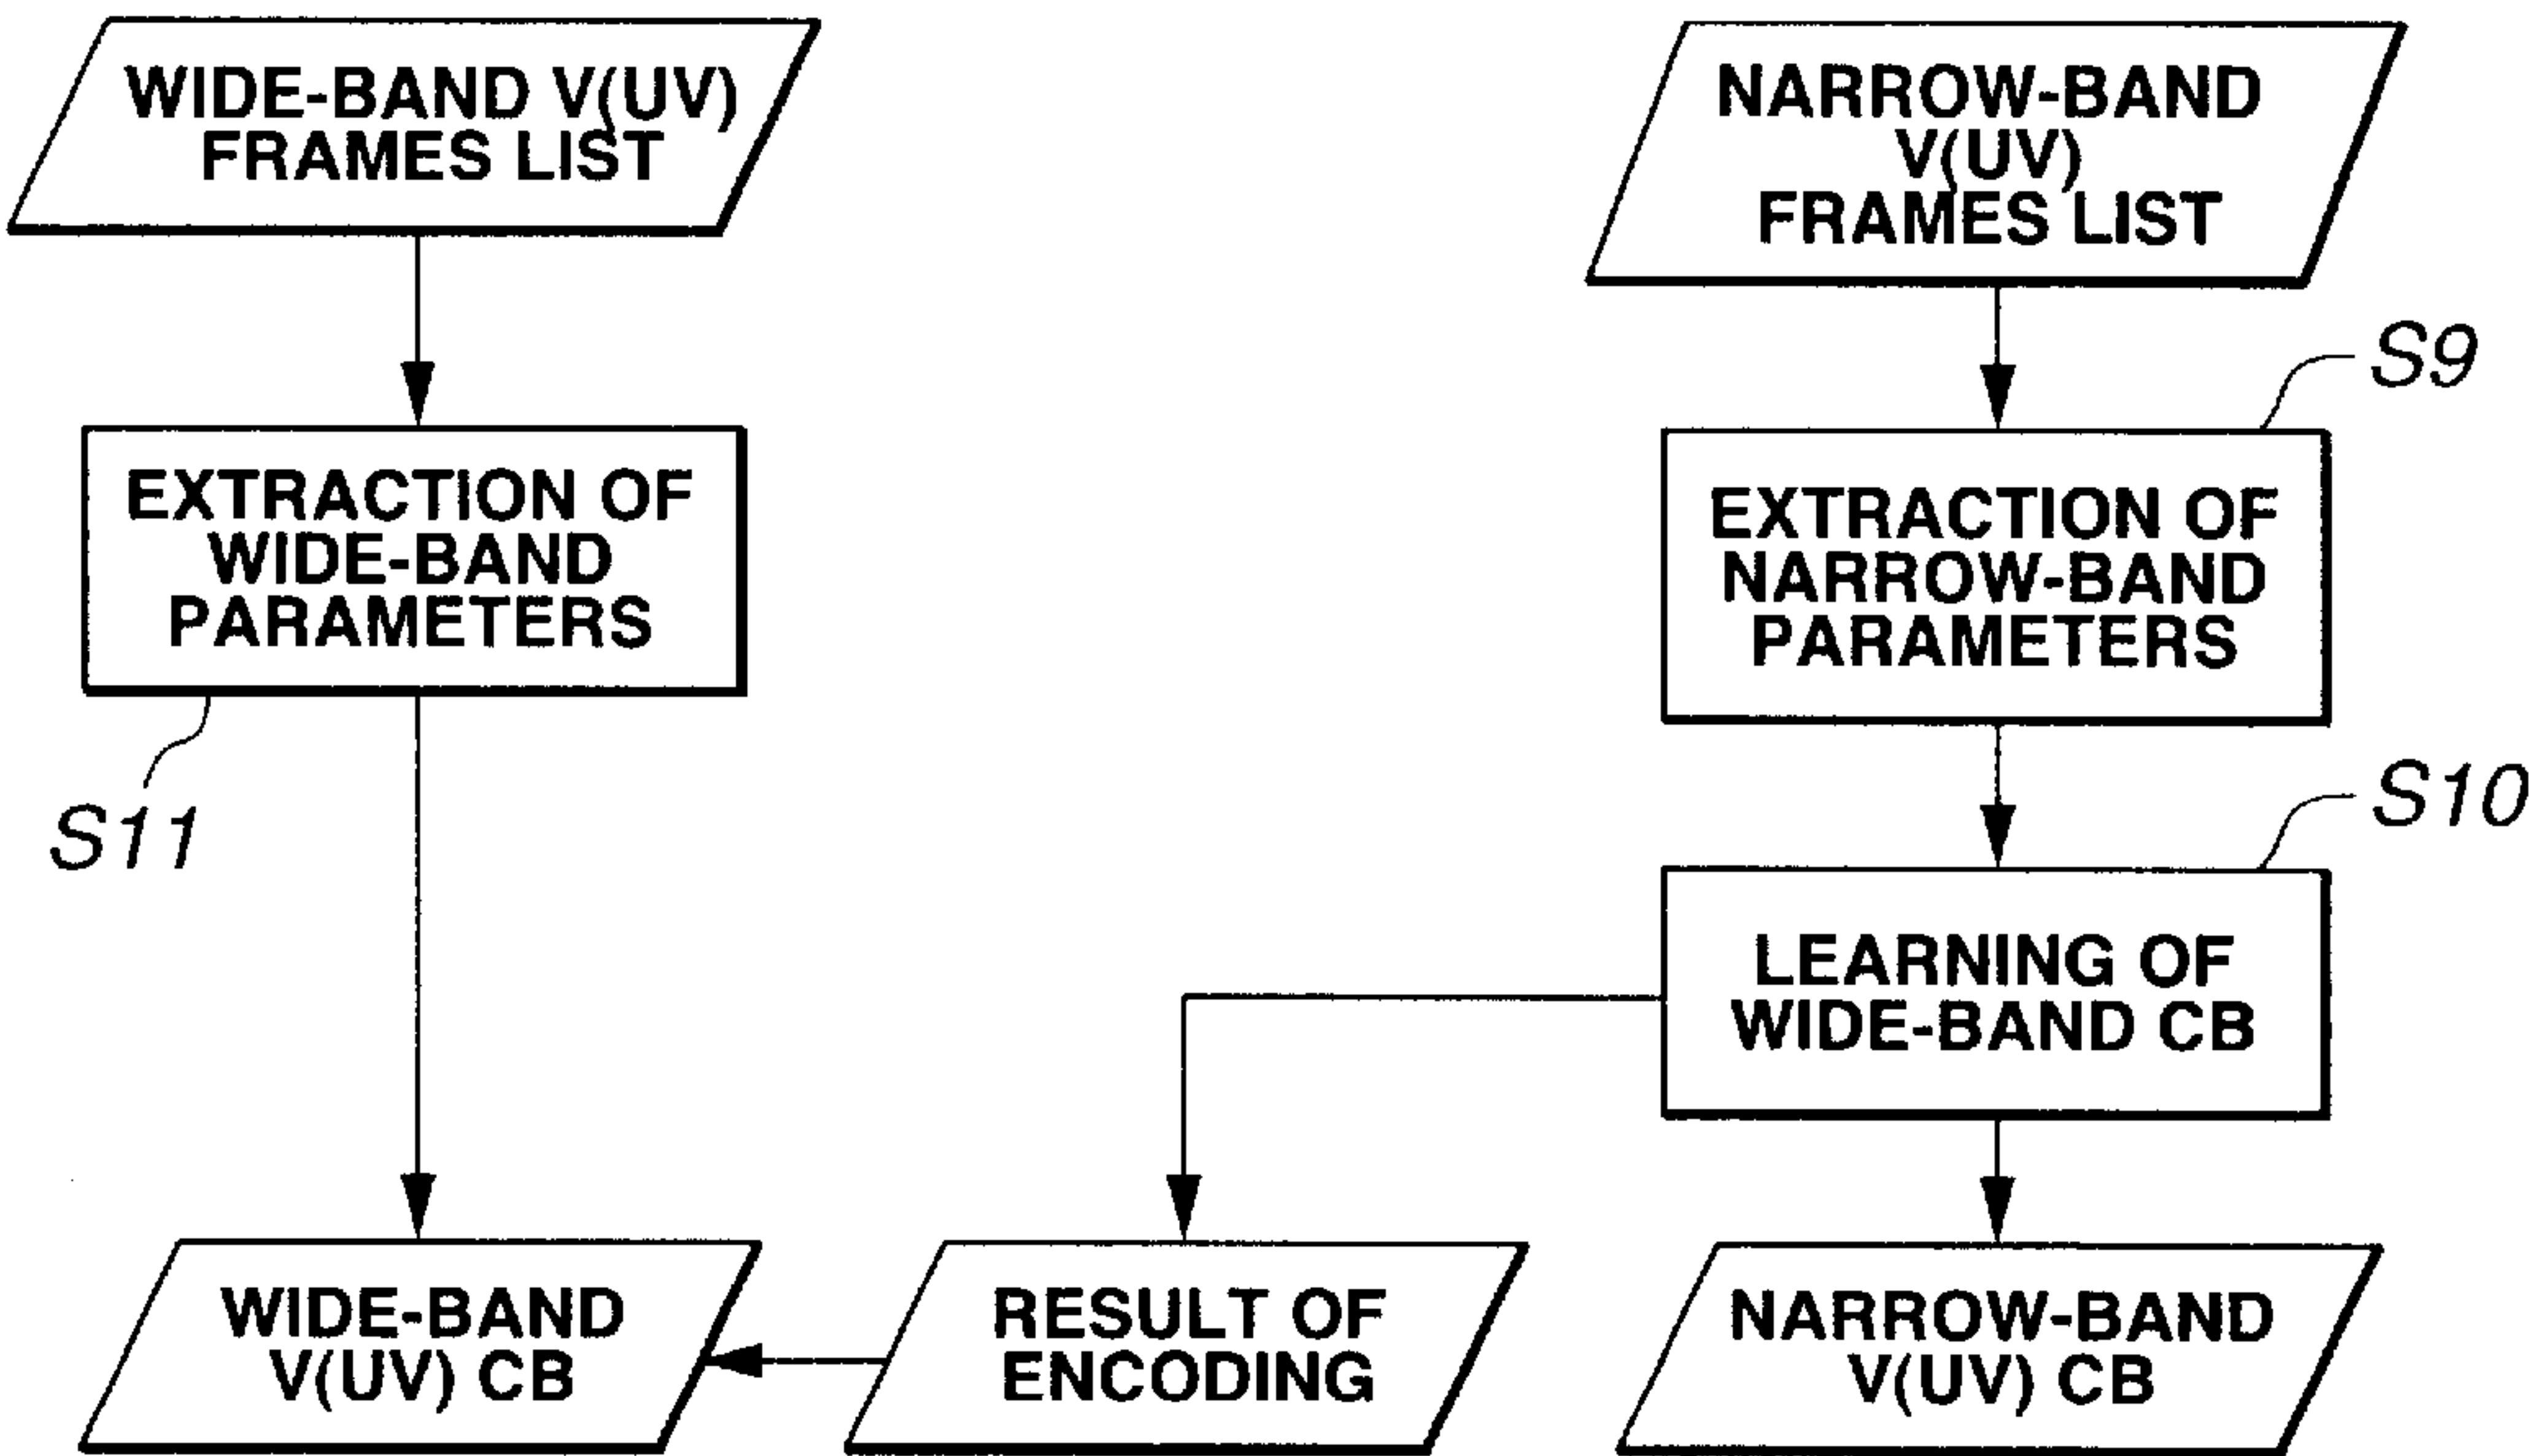 WIDE-BAND V(UV)
FRAMES LIST
NARROW-BAND
V(UV)
FRAMES LIST
S9
EXTRACTION OF
WIDE-BAND
PARAMETERS
EXTRACTION OF
NARROW-BAND
PARAMETERS
S11
S10
LEARNING OF
WIDE-BAND CB
WIDE-BAND
V(UV) CB
RESULT OF
ENCODING
NARROW-BAND
V(UV) CB